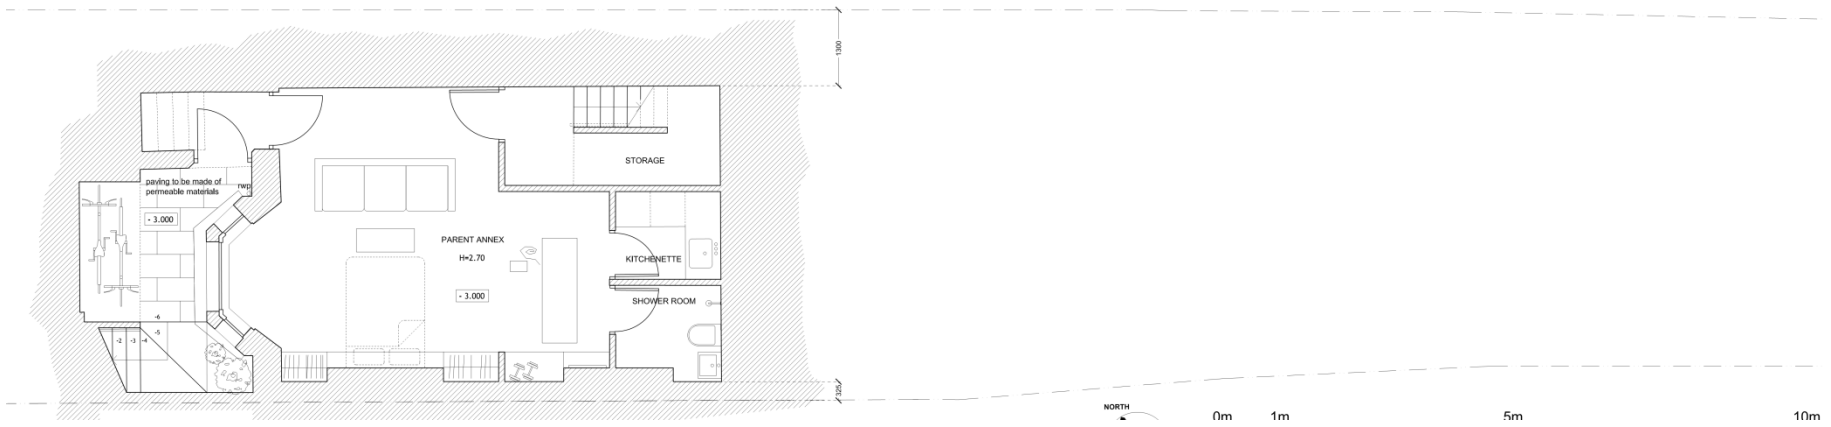 1300
STORAGE
paving to be made of
permeable materials
rwp
- 3.000
PARENT ANNEX
H=2.70
KITCHENETTE
- 3.000
SHOWER ROOM
-6
-5
-2 -3 -4
325
NORTH
0m 1m 5m 10m